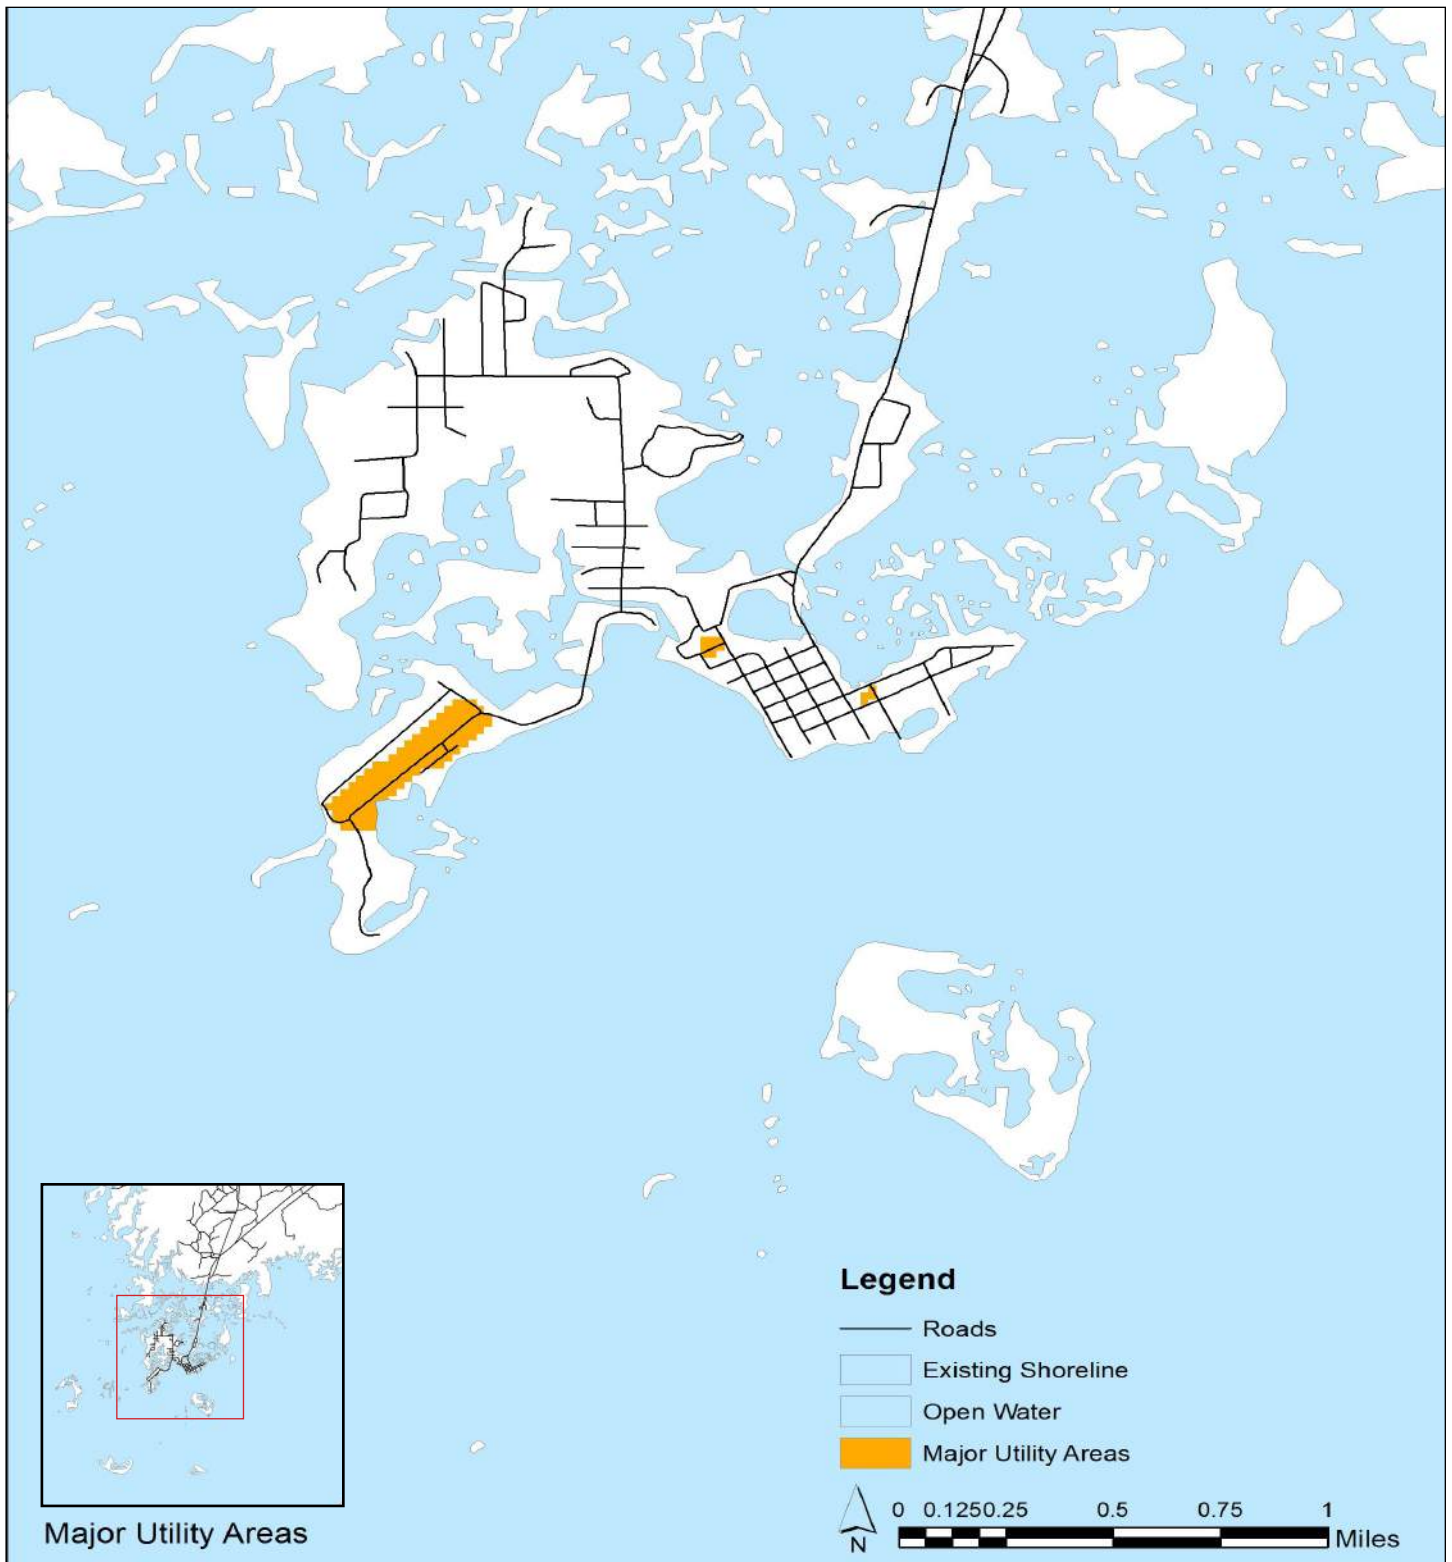 Legend
Roads
Existing Shoreline
Open Water
Major Utility Areas
0 0.1250.25 0.5 0.75 1
Miles
N
Major Utility Areas